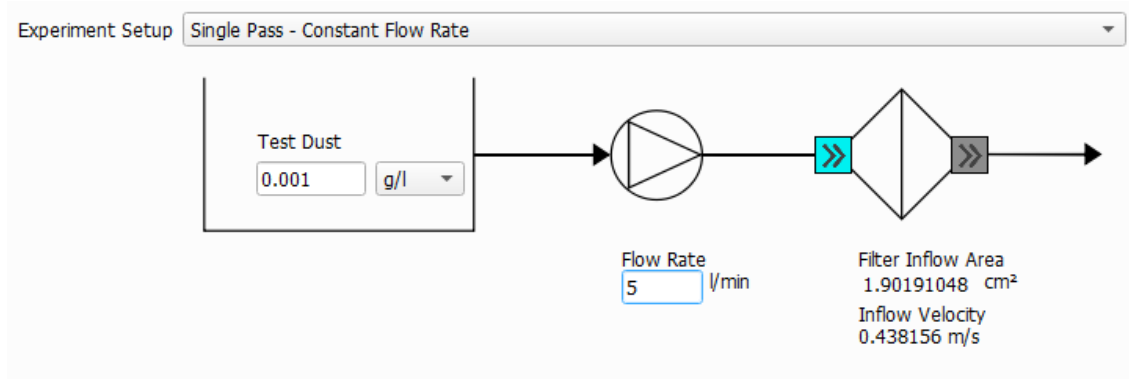 Experiment Setup Single Pass - Constant Flow Rate
Test Dust
0.001 g/l
Flow Rate
5 l/min
Filter Inflow Area
1.90191048 cm²
Inflow Velocity
0.438156 m/s